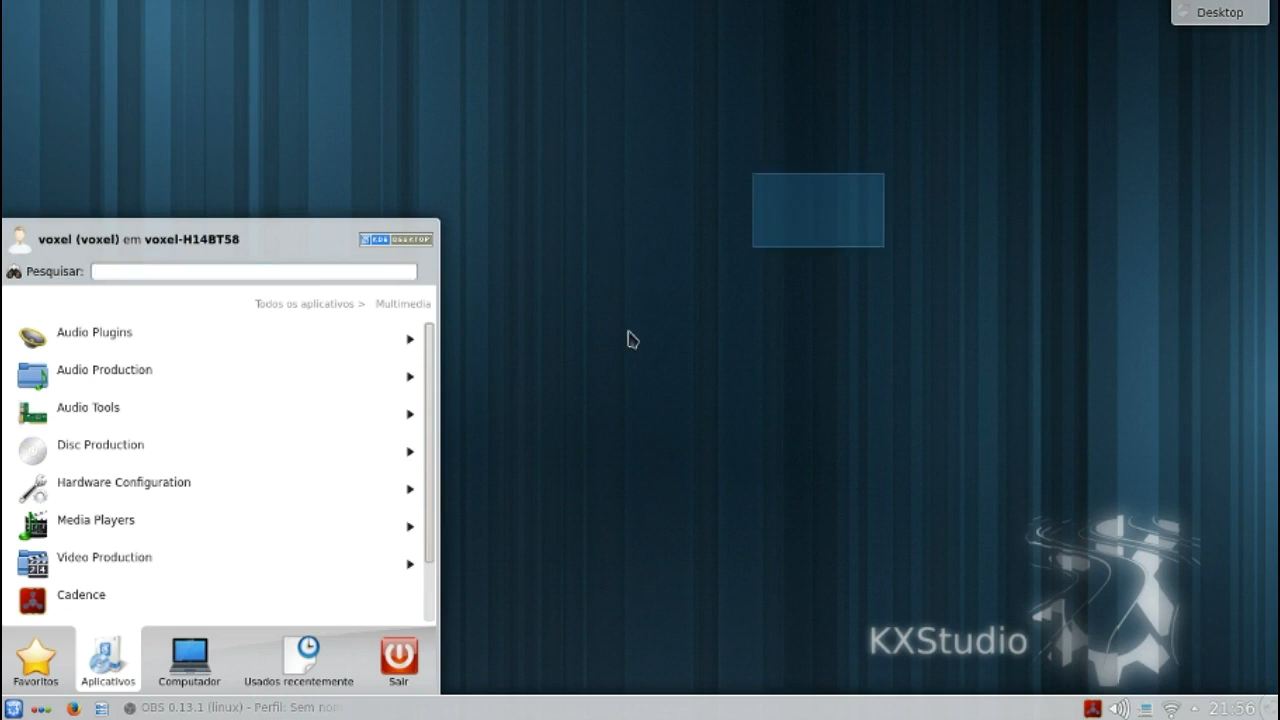 Desktop
voxel (voxel) em voxel-H14BT58
KDE DESKTOP
Pesquisar:
Todos os aplicativos > Multimedia
Audio Plugins
Audio Production
Audio Tools
Disc Production
Hardware Configuration
Media Players
Video Production
Cadence
KXStudio
Favoritos
Aplicativos
Computador
Usados recentemente
Sair
OBS 0.13.1 (linux) - Perfil: Sem nom
21:56